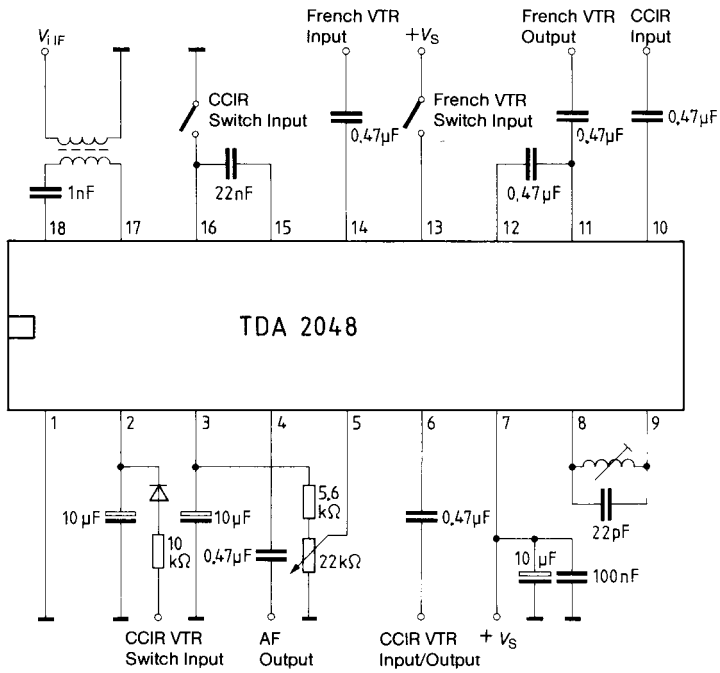 French VTR
Input
+VS
French VTR
Output
CCIR
Input
Vi IF
CCIR
Switch Input
0.47µF
French VTR
Switch Input
0.47µF
0.47µF
1nF
22nF
0.47µF
18
17
16
15
14
13
12
11
10
TDA 2048
1
2
3
4
5
6
7
8
9
10µF
10
kΩ
10µF
0.47µF
5.6
kΩ
22kΩ
0.47µF
10 µF
100nF
22pF
CCIR VTR
Switch Input
AF
Output
CCIR VTR
Input/Output
+ VS